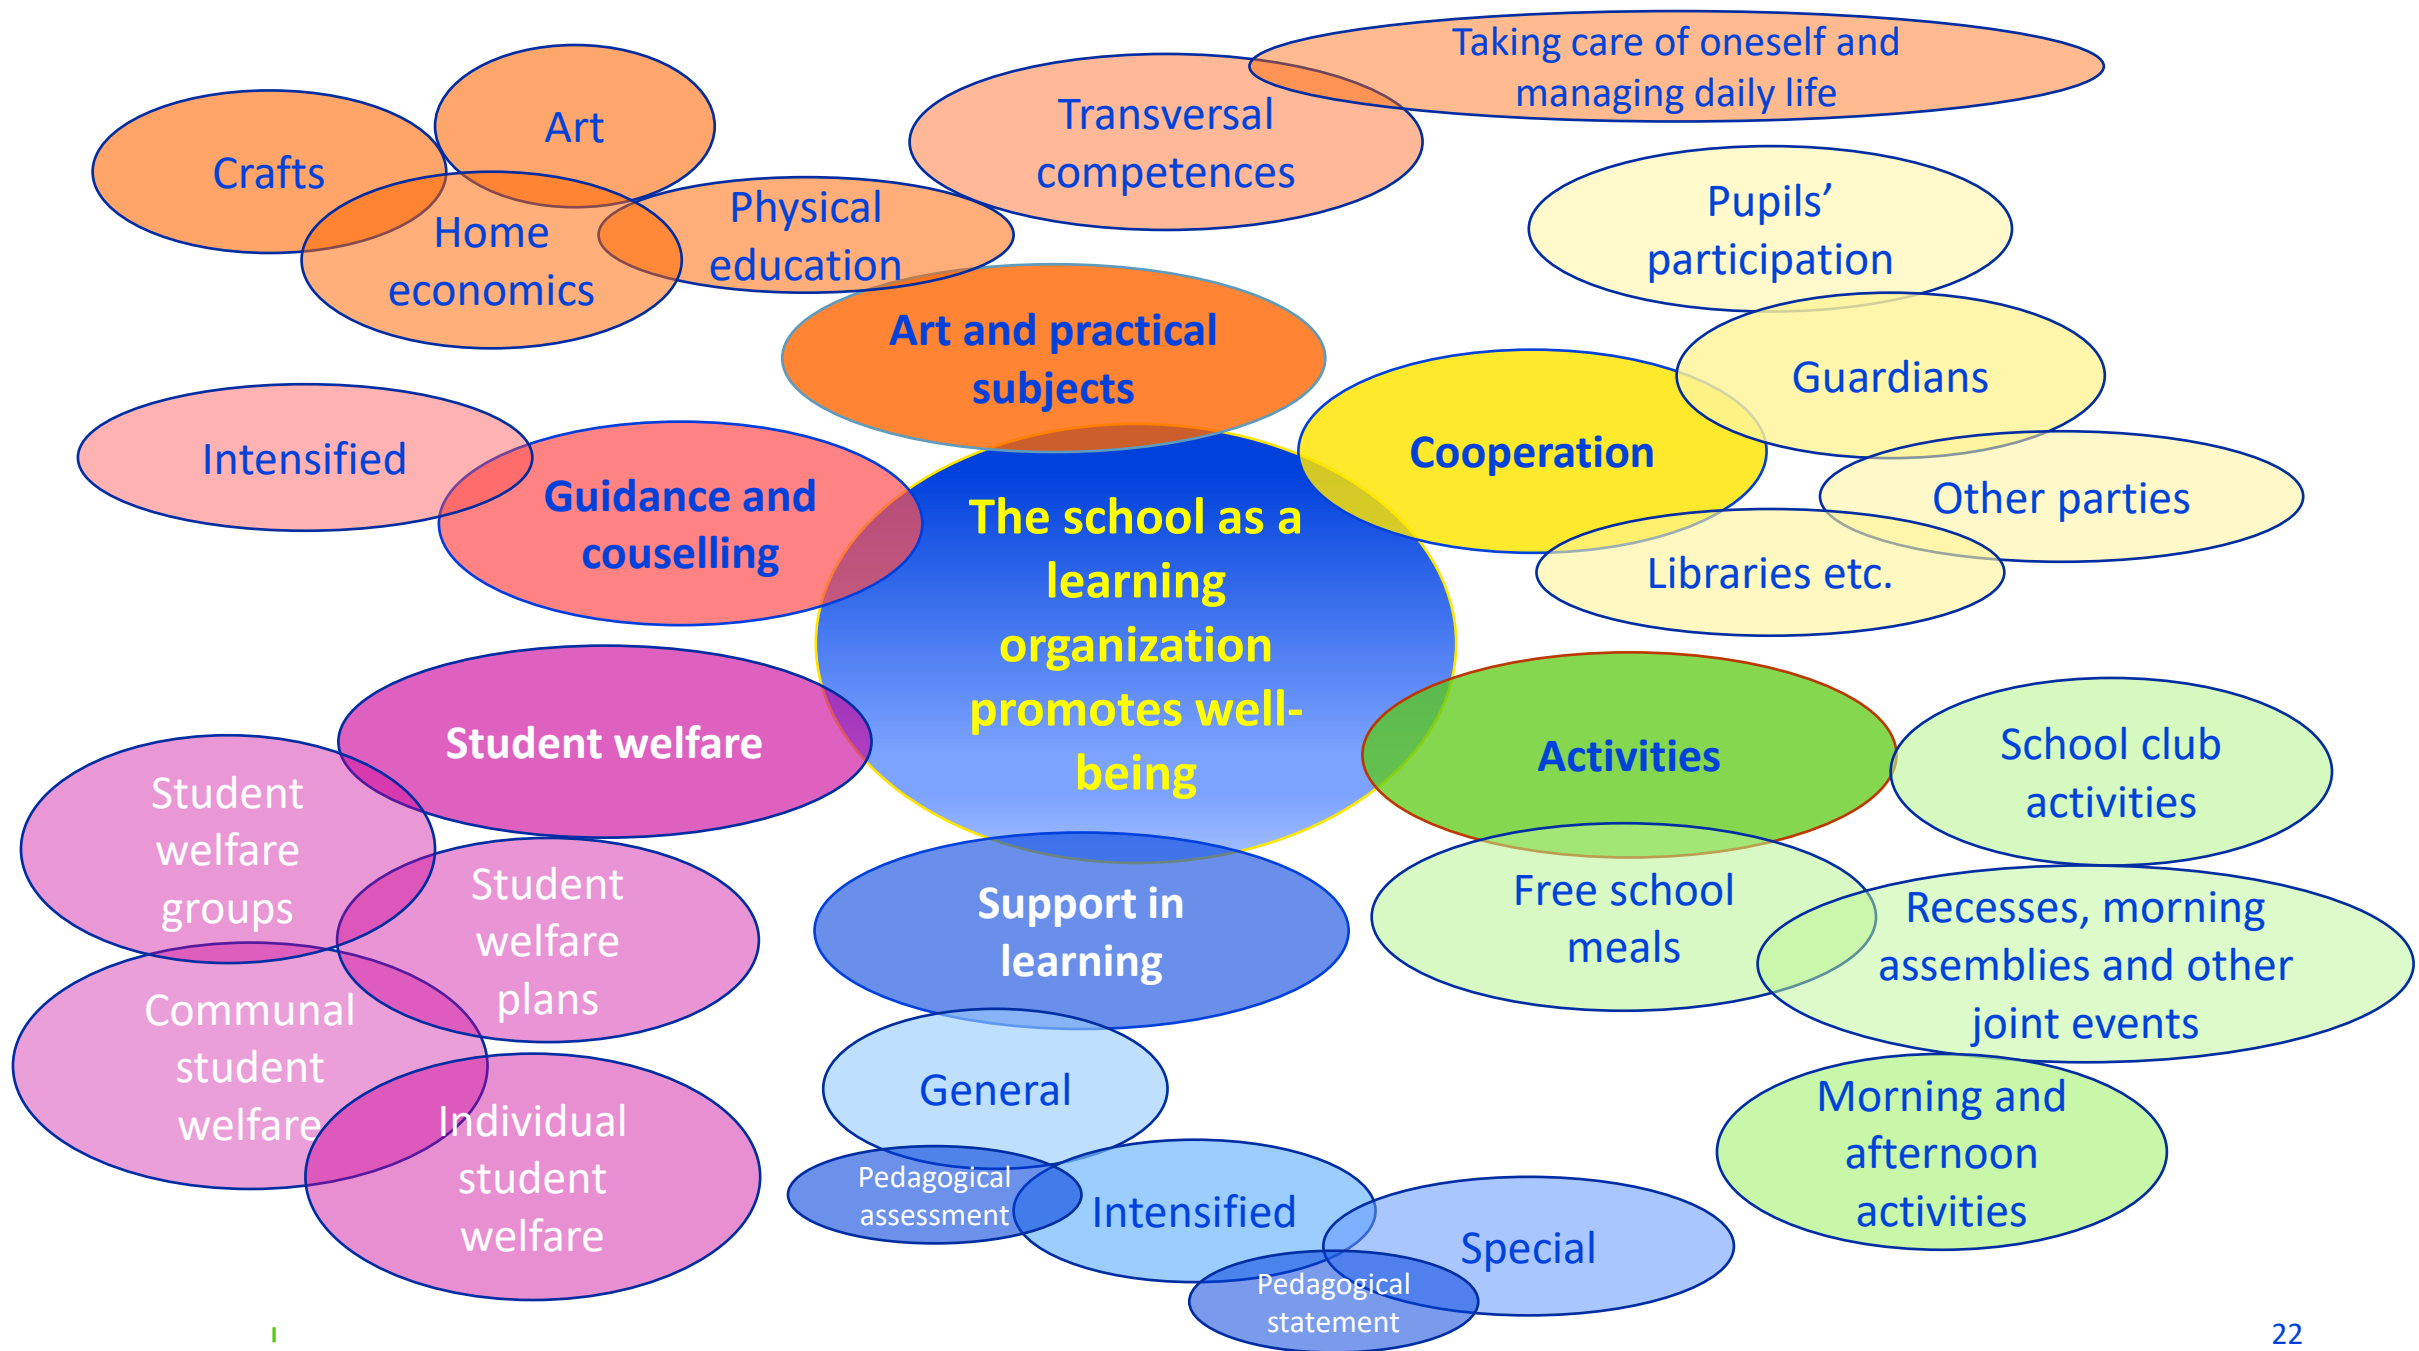 Taking care of oneself and
managing daily life
Transversal
competences
Art
Crafts
Home
economics
Physical
education
Pupils’
participation
Art and practical
subjects
Guardians
Cooperation
Other parties
Libraries etc.
Intensified
Guidance and
couselling
The school as a
learning
organization
promotes well-
being
Student welfare
Student
welfare
groups
Student
welfare
plans
Communal
student
welfare
Individual
student
welfare
Activities
School club
activities
Free school
meals
Recesses, morning
assemblies and other
joint events
Morning and
afternoon
activities
Support in
learning
General
Pedagogical
assessment
Intensified
Special
Pedagogical
statement
22